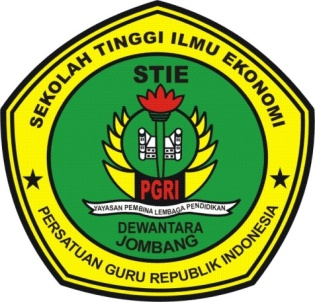 SEKOLAH TINGGI ILMU EKONOMI
STIE
PGRI
YAYASAN PEMBINA LEMBAGA PENDIDIKAN
DEWANTARA
JOMBANG
PERSATUAN GURU REPUBLIK INDONESIA